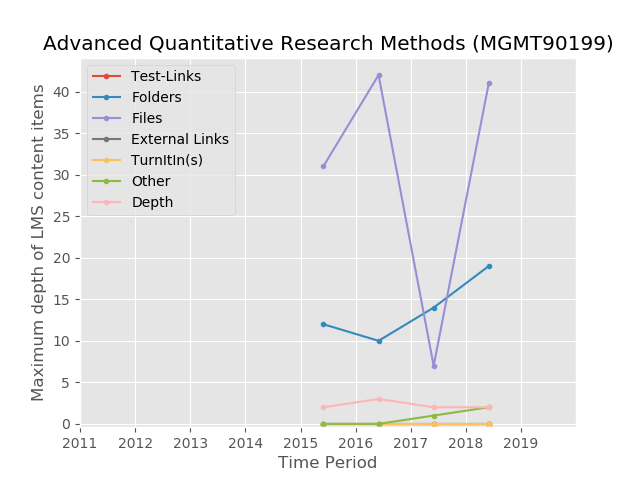 Advanced Quantitative Research Methods (MGMT90199)
Test-Links
Folders
Files
External Links
TurnItIn(s)
Other
Depth
Maximum depth of LMS content items
40
35
30
25
20
15
10
5
0
2011 2012 2013 2014 2015 2016 2017 2018 2019
Time Period